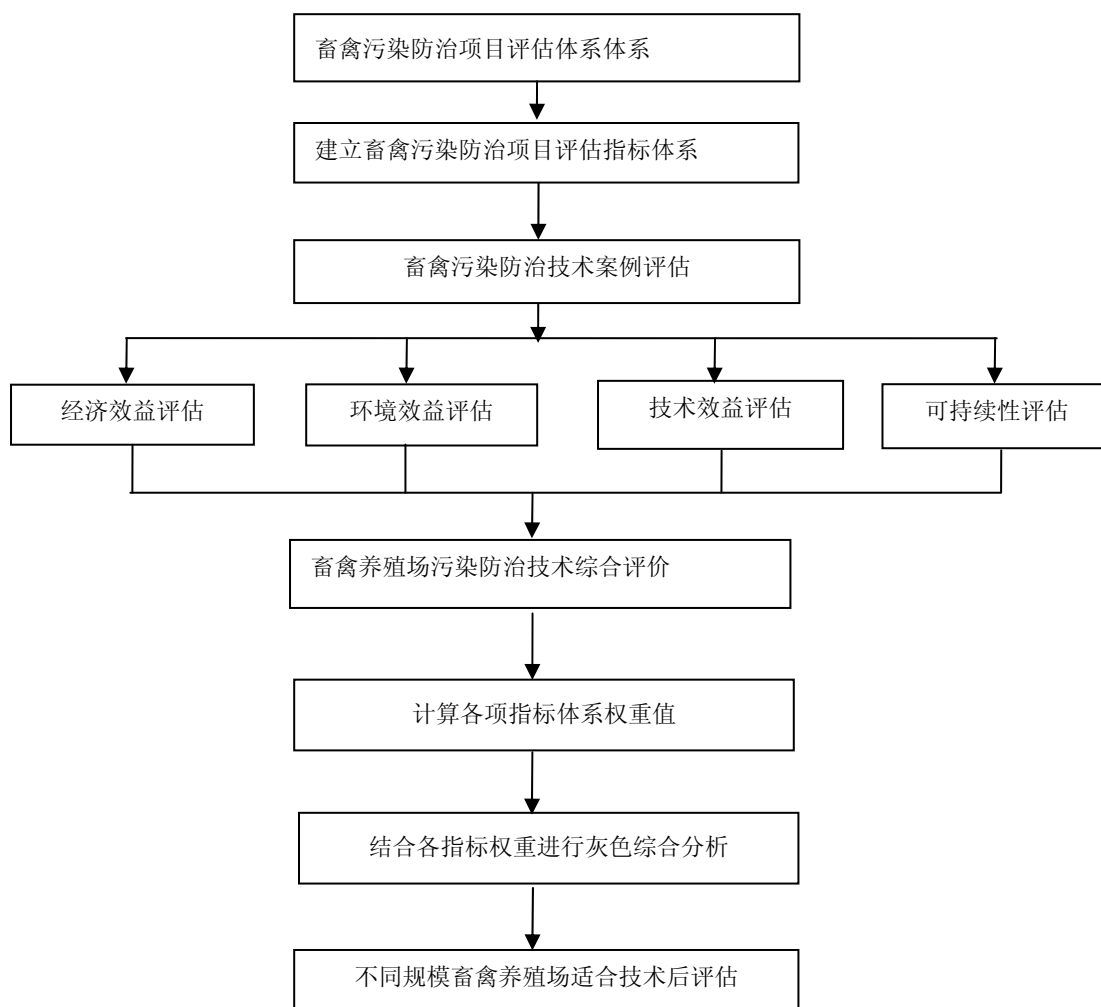 畜禽污染防治项目评估体系体系
建立畜禽污染防治项目评估指标体系
畜禽污染防治技术案例评估
经济效益评估
环境效益评估
技术效益评估
可持续性评估
畜禽养殖场污染防治技术综合评价
计算各项指标体系权重值
结合各指标权重进行灰色综合分析
不同规模畜禽养殖场适合技术后评估